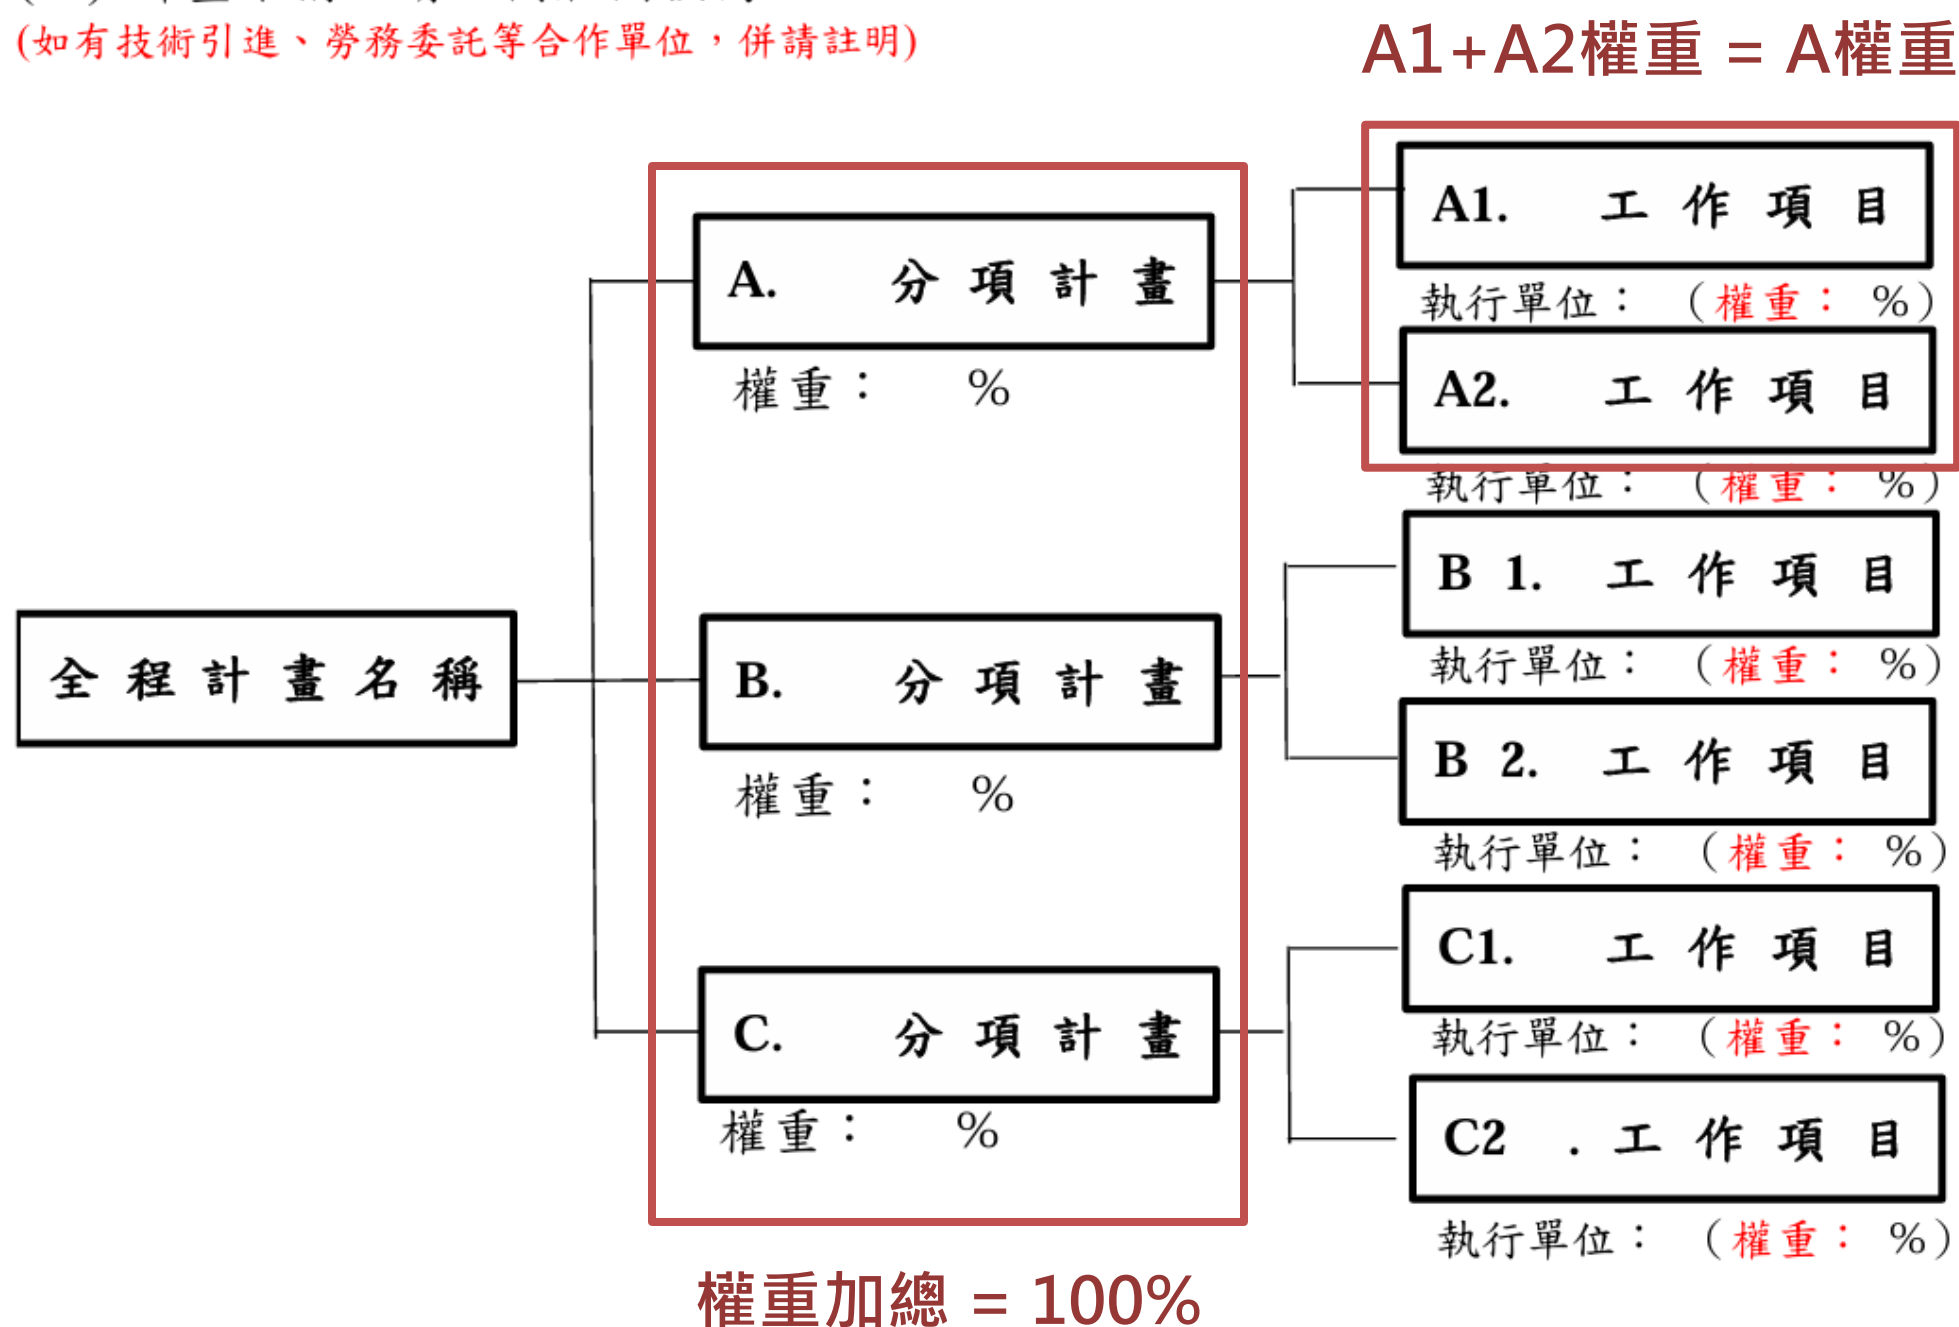 (如有技術引進、勞務委託等合作單位，併請註明)
A1+A2權重 = A權重
全程計畫名稱
A. 分項計畫
權重： %
B. 分項計畫
權重： %
C. 分項計畫
權重： %
A1. 工作項目
執行單位： （權重： %）
A2. 工作項目
執行單位： （權重： %）
B 1. 工作項目
執行單位： （權重： %）
B 2. 工作項目
執行單位： （權重： %）
C1. 工作項目
執行單位： （權重： %）
C2 . 工作項目
執行單位： （權重： %）
權重加總 = 100%